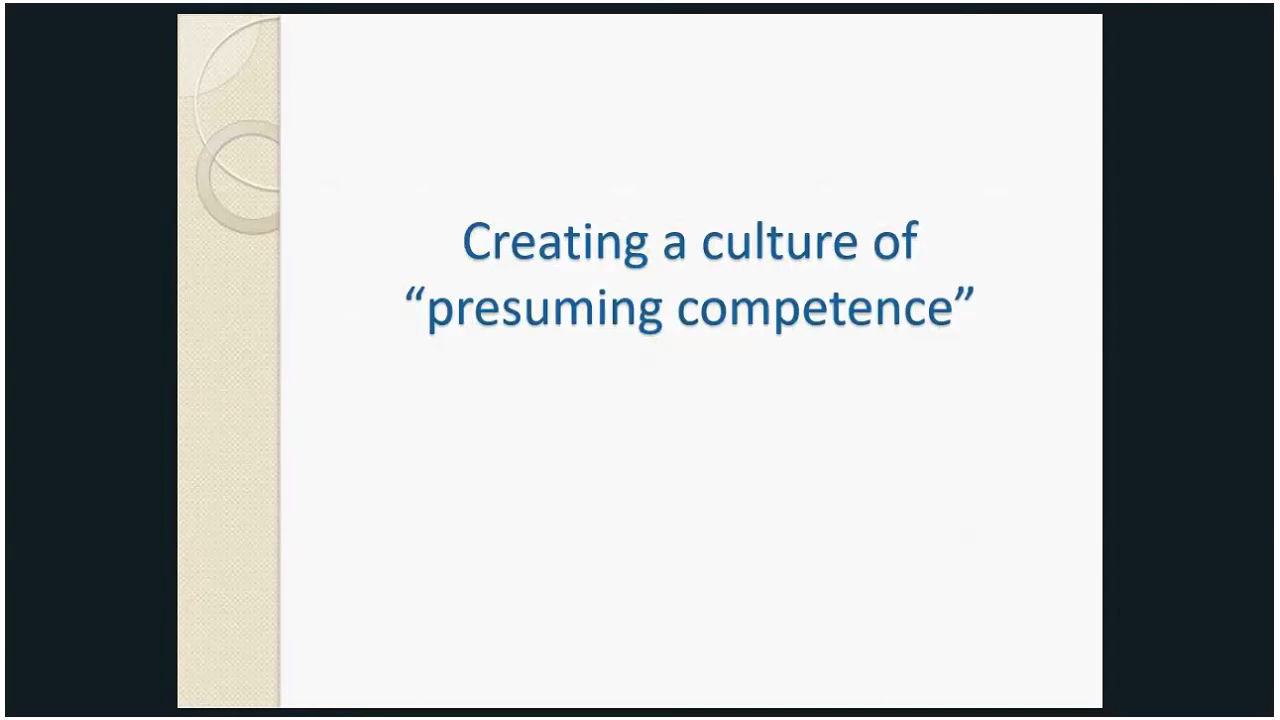 Creating a culture of
“presuming competence”